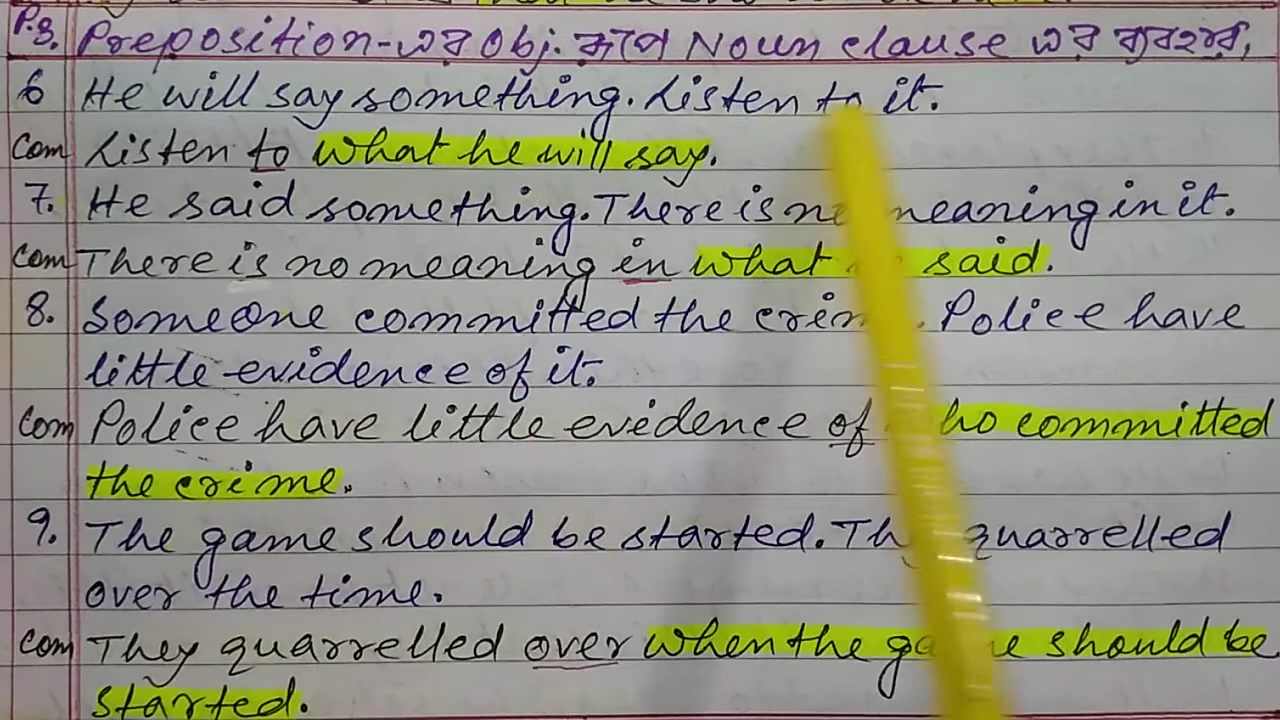 P.3. Preposition-এর Obj. রূপে Noun clause এর ব্যবহার,
6 He will say something. Listen to it.
Com Listen to what he will say.
7. He said something. There is meaning in it.
Com There is no meaning in what said.
8. Someone committed the Police have
little evidence of it.
Com Police have little evidence of who committed
the crime.
9. The game should be started. quarrelled
over the time.
Com They quarrelled over when the game should be
started.